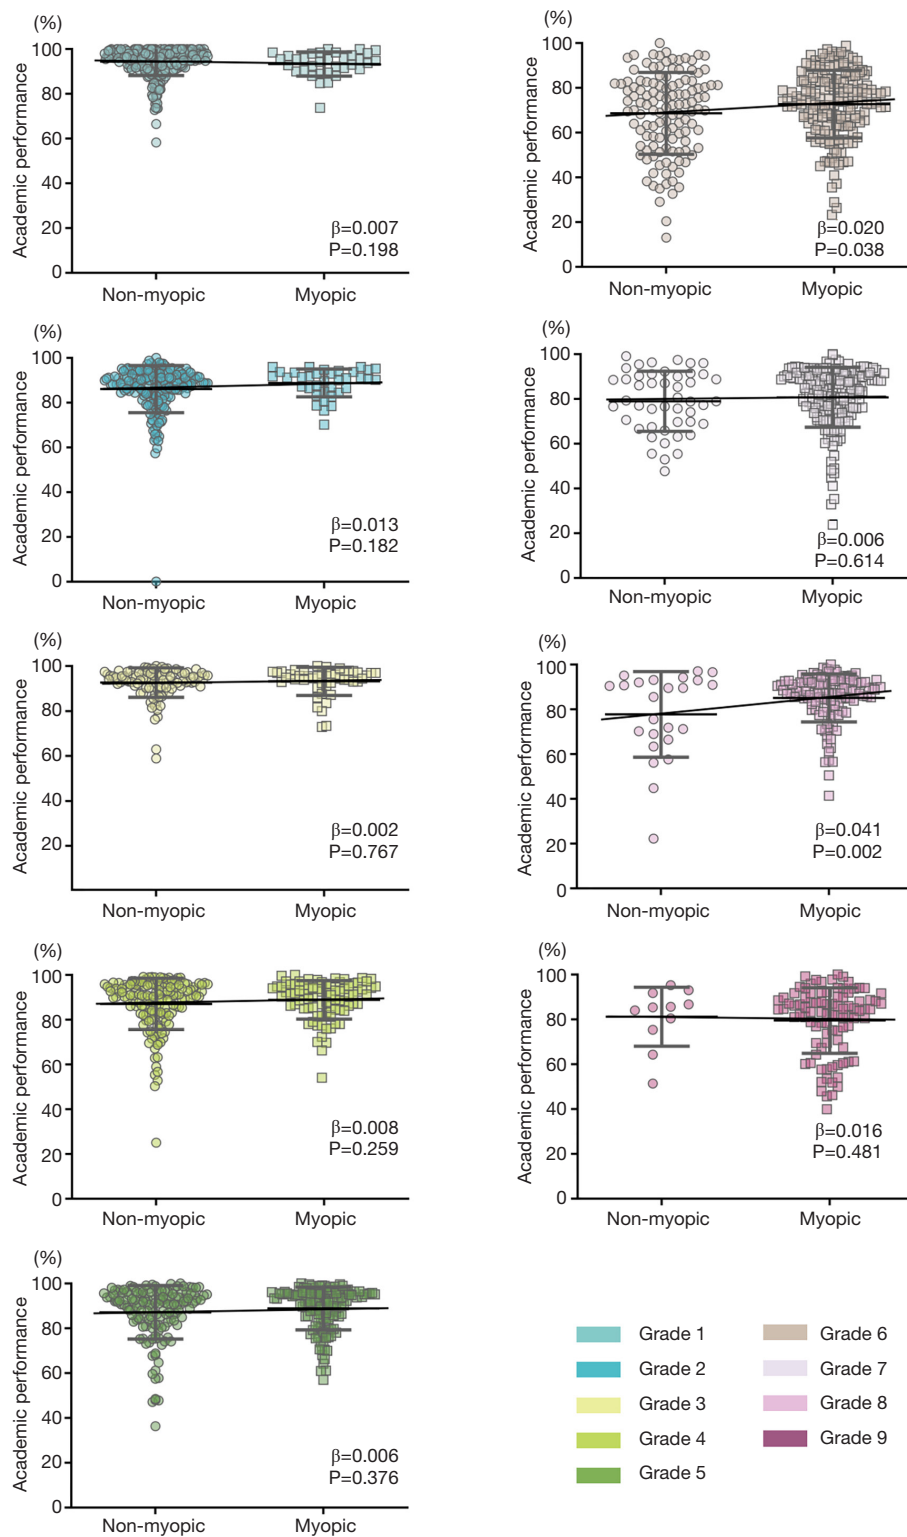 (%)
100
80
60
40
20
0
Academic performance
β=0.007
P=0.198
Non-myopic Myopic
(%)
100
80
60
40
20
0
Academic performance
β=0.020
P=0.038
Non-myopic Myopic
(%)
100
80
60
40
20
0
Academic performance
β=0.013
P=0.182
Non-myopic Myopic
(%)
100
80
60
40
20
0
Academic performance
β=0.006
P=0.614
Non-myopic Myopic
(%)
100
80
60
40
20
Academic performance
β=0.002
P=0.767
Non-myopic Myopic
(%)
100
80
60
40
20
0
Academic performance
β=0.041
P=0.002
Non-myopic Myopic
(%)
100
80
60
40
20
0
Academic performance
β=0.008
P=0.259
Non-myopic Myopic
(%)
100
80
60
40
20
0
Academic performance
β=0.016
P=0.481
Non-myopic Myopic
(%)
100
80
60
40
20
0
Academic performance
β=0.006
P=0.376
Non-myopic Myopic
Grade 1
Grade 2
Grade 3
Grade 4
Grade 5
Grade 6
Grade 7
Grade 8
Grade 9